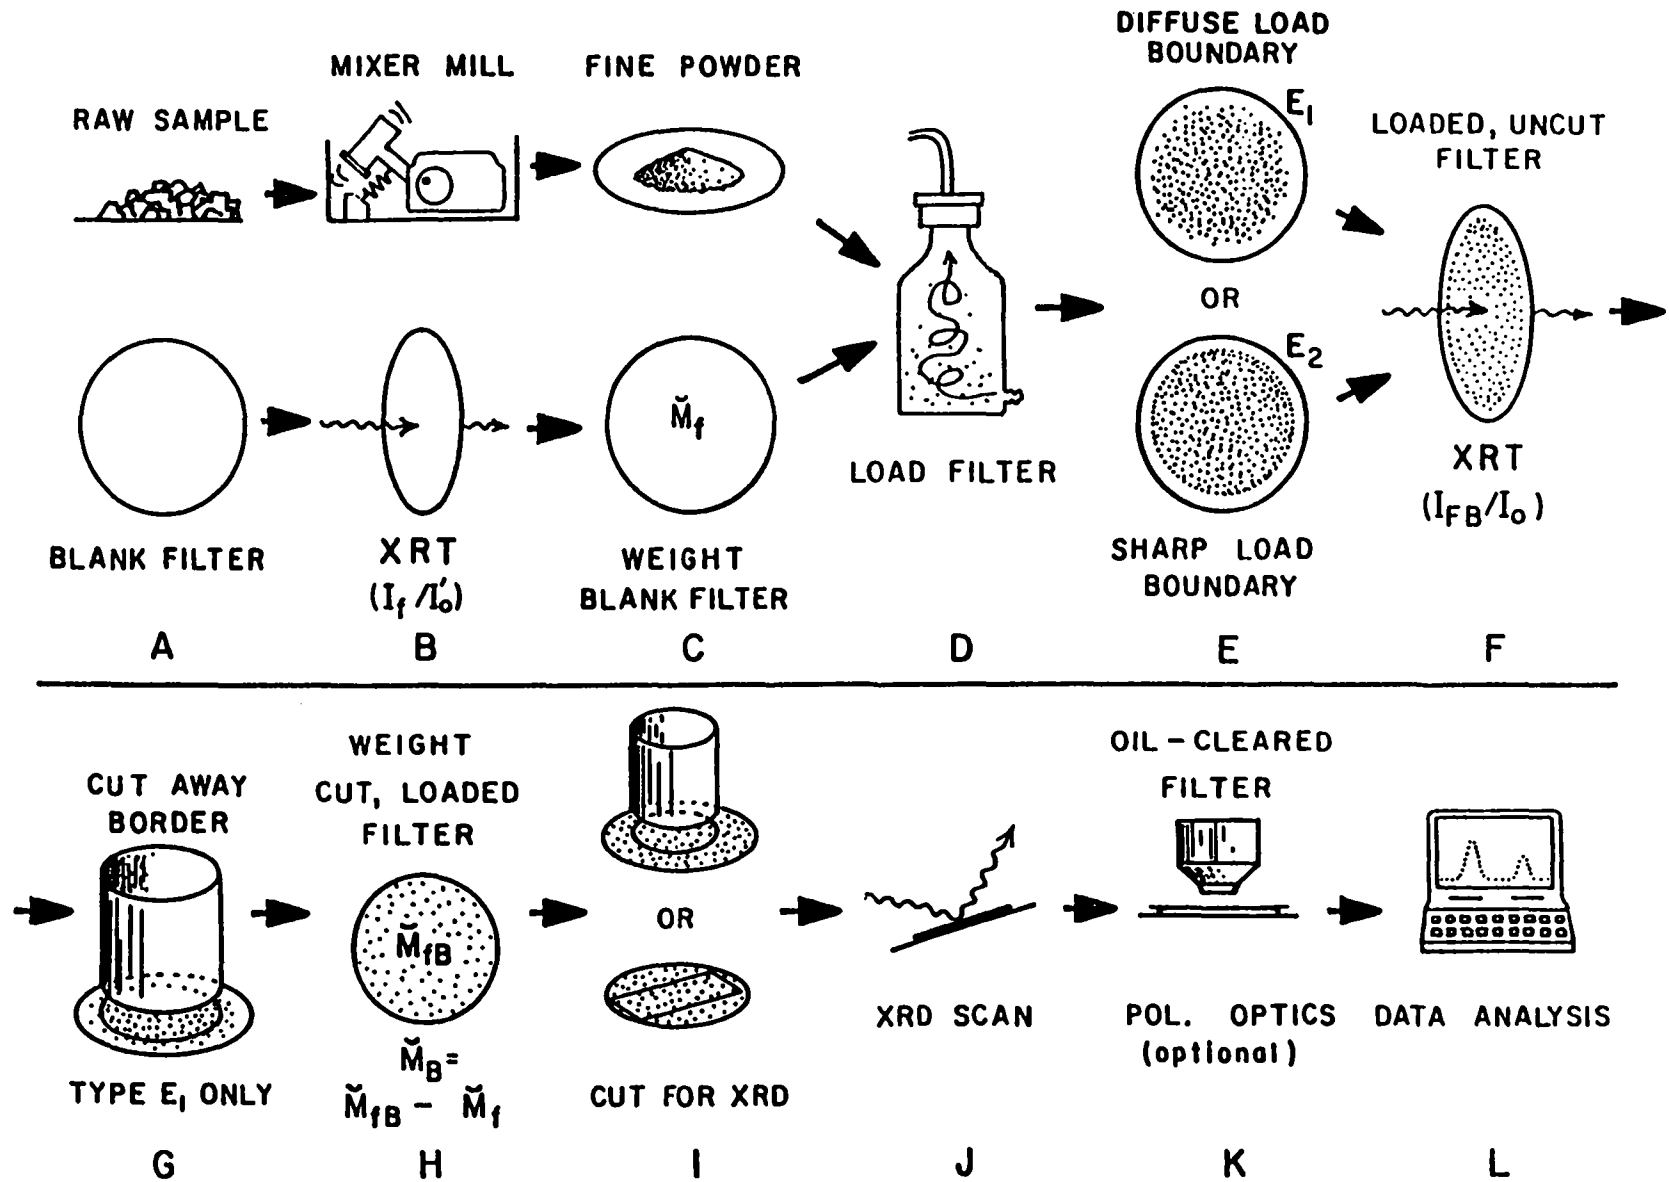 RAW SAMPLE
MIXER MILL
FINE POWDER
DIFFUSE LOAD
BOUNDARY
E₁
LOADED, UNCUT
FILTER
OR
E₂
M̆f
BLANK FILTER
XRT
(If/I′o)
WEIGHT
BLANK FILTER
LOAD FILTER
SHARP LOAD
BOUNDARY
XRT
(IFB/Io)
A
B
C
D
E
F
CUT AWAY
BORDER
TYPE E₁ ONLY
WEIGHT
CUT, LOADED
FILTER
M̆fB
M̆B=
M̆fB - M̆f
OR
CUT FOR XRD
XRD SCAN
OIL-CLEARED
FILTER
POL. OPTICS
(optional)
DATA ANALYSIS
G
H
I
J
K
L